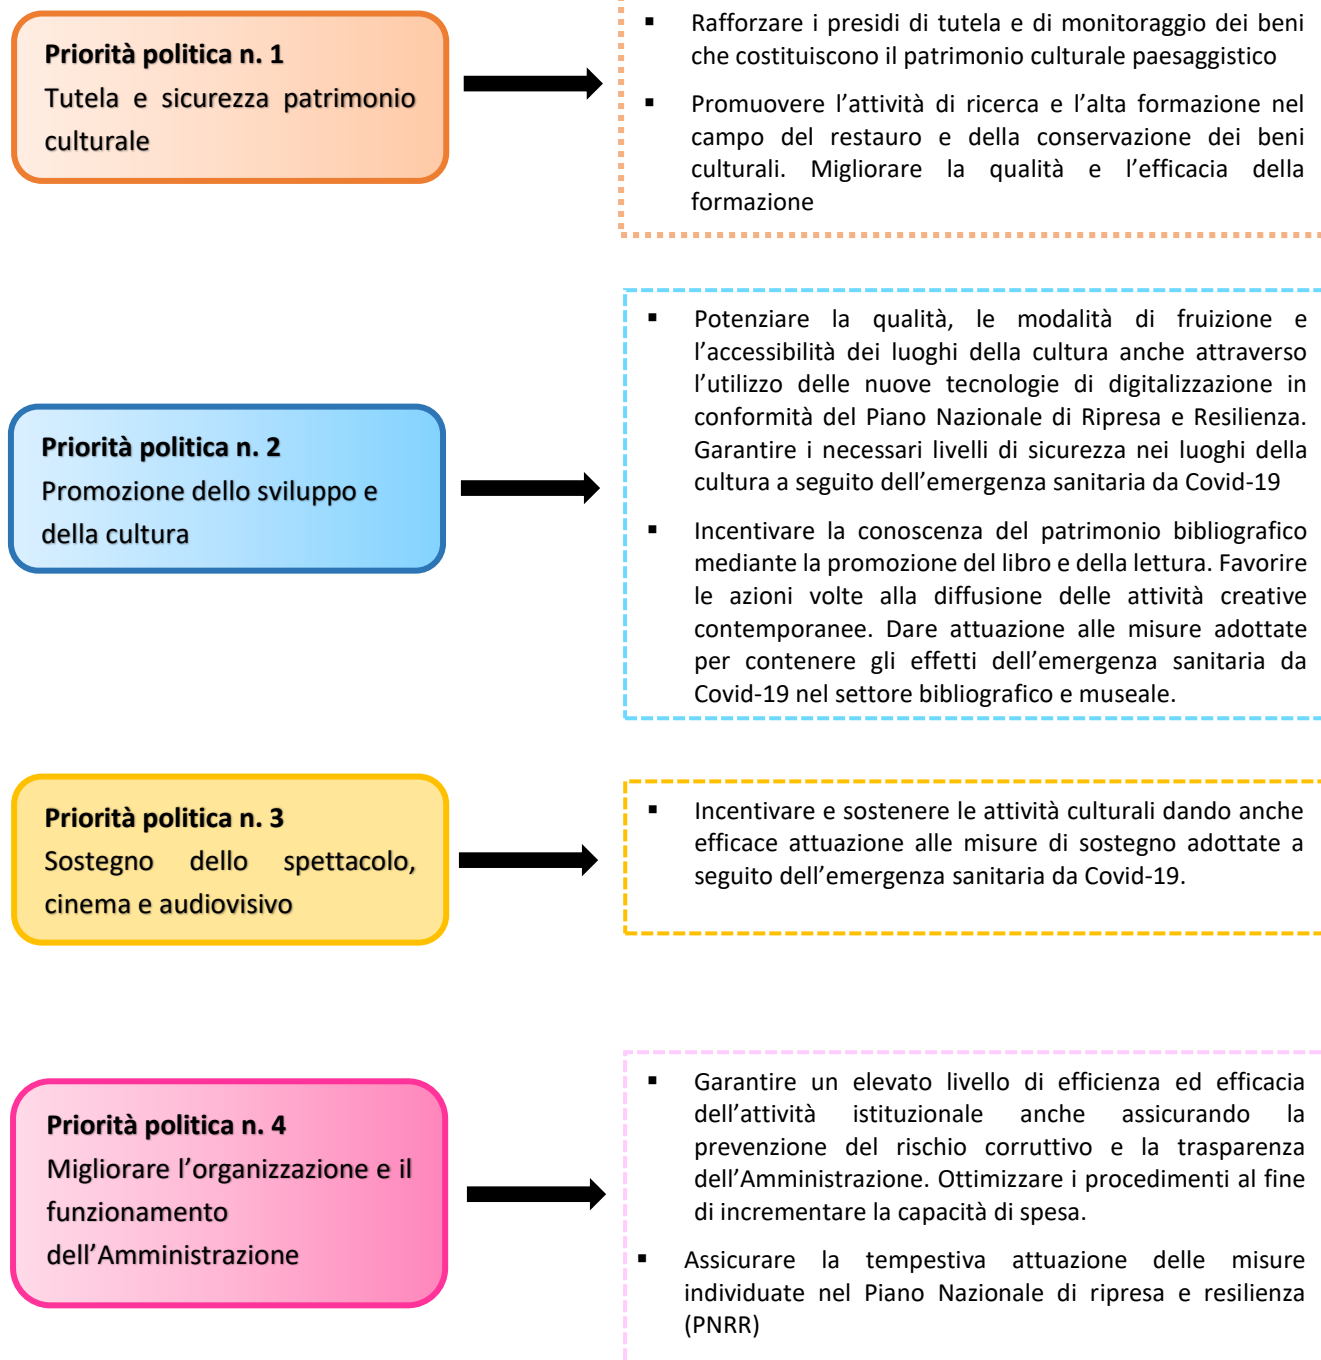 Priorità politica n. 1
Tutela e sicurezza patrimonio
culturale
▪ Rafforzare i presidi di tutela e di monitoraggio dei beni
che costituiscono il patrimonio culturale paesaggistico
▪ Promuovere l’attività di ricerca e l’alta formazione nel
campo del restauro e della conservazione dei beni
culturali. Migliorare la qualità e l’efficacia della
formazione
Priorità politica n. 2
Promozione dello sviluppo e
della cultura
▪ Potenziare la qualità, le modalità di fruizione e
l’accessibilità dei luoghi della cultura anche attraverso
l’utilizzo delle nuove tecnologie di digitalizzazione in
conformità del Piano Nazionale di Ripresa e Resilienza.
Garantire i necessari livelli di sicurezza nei luoghi della
cultura a seguito dell’emergenza sanitaria da Covid-19
▪ Incentivare la conoscenza del patrimonio bibliografico
mediante la promozione del libro e della lettura. Favorire
le azioni volte alla diffusione delle attività creative
contemporanee. Dare attuazione alle misure adottate
per contenere gli effetti dell’emergenza sanitaria da
Covid-19 nel settore bibliografico e museale.
Priorità politica n. 3
Sostegno dello spettacolo,
cinema e audiovisivo
▪ Incentivare e sostenere le attività culturali dando anche
efficace attuazione alle misure di sostegno adottate a
seguito dell’emergenza sanitaria da Covid-19.
Priorità politica n. 4
Migliorare l’organizzazione e il
funzionamento
dell’Amministrazione
▪ Garantire un elevato livello di efficienza ed efficacia
dell’attività istituzionale anche assicurando la
prevenzione del rischio corruttivo e la trasparenza
dell’Amministrazione. Ottimizzare i procedimenti al fine
di incrementare la capacità di spesa.
▪ Assicurare la tempestiva attuazione delle misure
individuate nel Piano Nazionale di ripresa e resilienza
(PNRR)